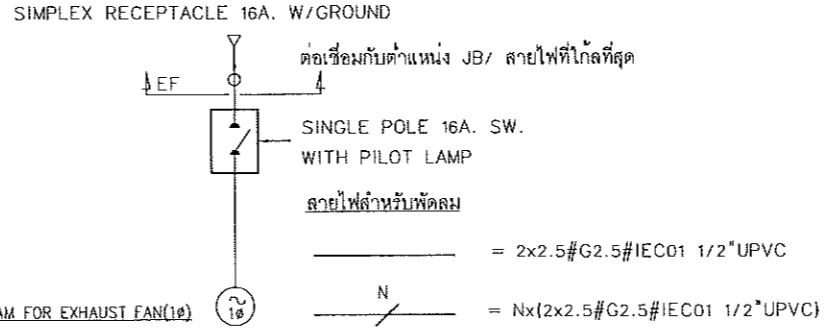 SIMPLEX RECEPTACLE 16A. W/GROUND
ต่อเชื่อมกับตำแหน่ง JB/ สายไฟที่ใกล้ที่สุด
EF
SINGLE POLE 16A. SW.
WITH PILOT LAMP
สายไฟสำหรับพัดลม
= 2x2.5#G2.5#IEC01 1/2"UPVC
AM FOR EXHAUST FAN(1ø)
~
1ø
N
= Nx(2x2.5#G2.5#IEC01 1/2"UPVC)